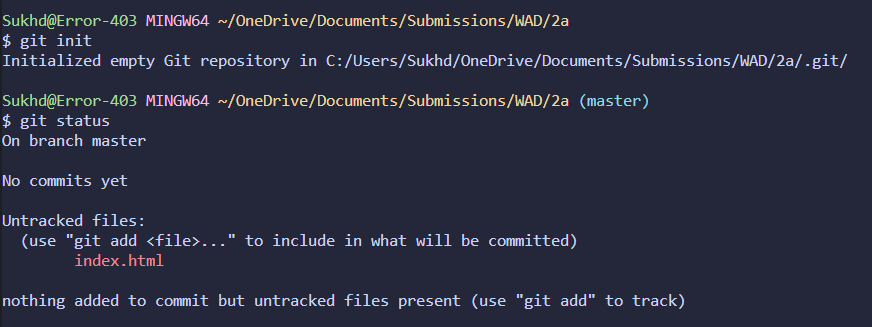 Sukhd@Error-403 MINGW64 ~/OneDrive/Documents/Submissions/WAD/2a
$ git init
Initialized empty Git repository in C:/Users/Sukhd/OneDrive/Documents/Submissions/WAD/2a/.git/
Sukhd@Error-403 MINGW64 ~/OneDrive/Documents/Submissions/WAD/2a (master)
$ git status
On branch master
No commits yet
Untracked files:
  (use "git add <file>..." to include in what will be committed)
        index.html
nothing added to commit but untracked files present (use "git add" to track)